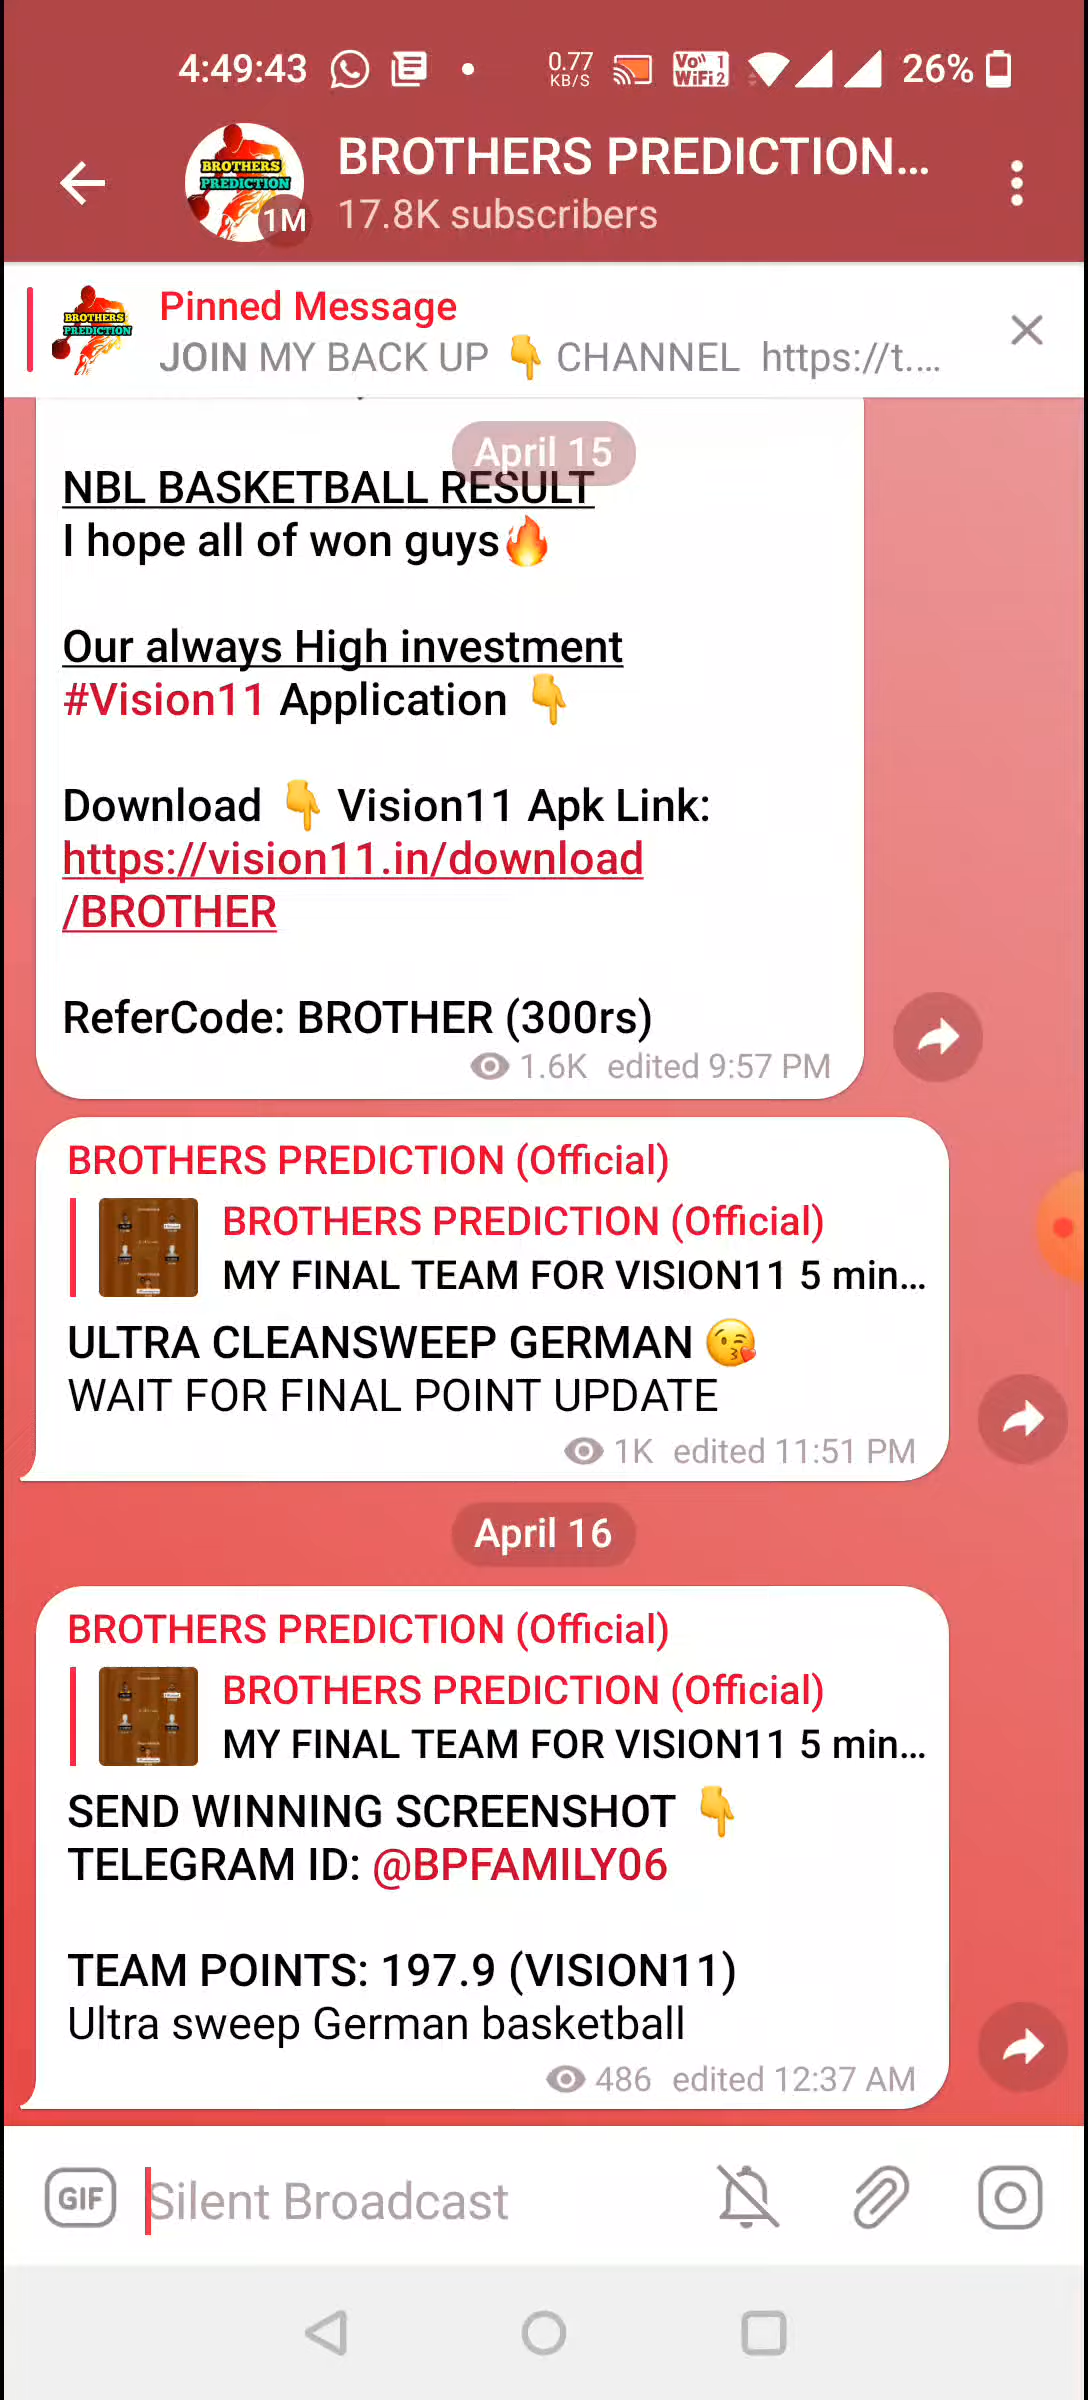 4:49:43
0.77
KB/S
Vo 1
WiFi 2
26%
BROTHERS
PREDICTION
1M
BROTHERS PREDICTION...
17.8K subscribers
BROTHERS
PREDICTION
Pinned Message
JOIN MY BACK UP 👇 CHANNEL https://t....
April 15
NBL BASKETBALL RESULT
I hope all of won guys🔥
Our always High investment
#Vision11 Application 👇
Download 👇 Vision11 Apk Link:
https://vision11.in/download
/BROTHER
ReferCode: BROTHER (300rs)
1.6K edited 9:57 PM
BROTHERS PREDICTION (Official)
BROTHERS PREDICTION (Official)
MY FINAL TEAM FOR VISION11 5 min...
ULTRA CLEANSWEEP GERMAN 😘
WAIT FOR FINAL POINT UPDATE
1K edited 11:51 PM
April 16
BROTHERS PREDICTION (Official)
BROTHERS PREDICTION (Official)
MY FINAL TEAM FOR VISION11 5 min...
SEND WINNING SCREENSHOT 👇
TELEGRAM ID: @BPFAMILY06
TEAM POINTS: 197.9 (VISION11)
Ultra sweep German basketball
486 edited 12:37 AM
GIF
Silent Broadcast